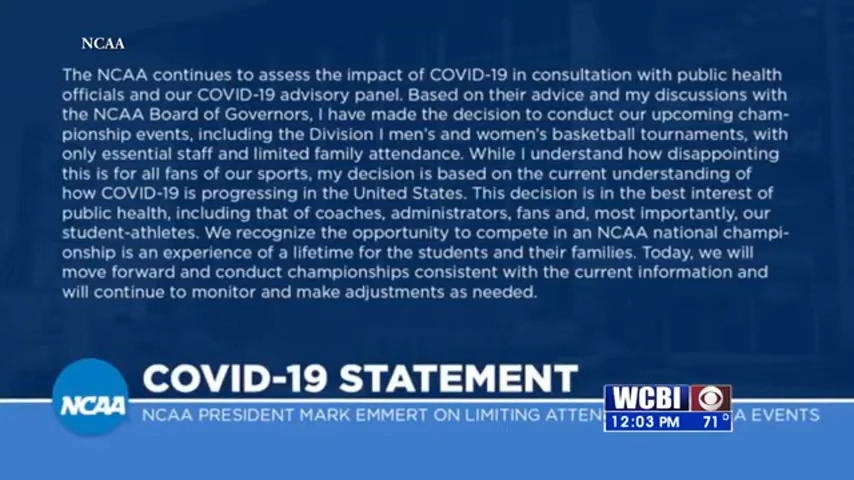 NCAA
The NCAA continues to assess the impact of COVID-19 in consultation with public health
officials and our COVID-19 advisory panel. Based on their advice and my discussions with
the NCAA Board of Governors, I have made the decision to conduct our upcoming cham-
pionship events, including the Division I men's and women's basketball tournaments, with
only essential staff and limited family attendance. While I understand how disappointing
this is for all fans of our sports, my decision is based on the current understanding of
how COVID-19 is progressing in the United States. This decision is in the best interest of
public health, including that of coaches, administrators, fans and, most importantly, our
student-athletes. We recognize the opportunity to compete in an NCAA national champi-
onship is an experience of a lifetime for the students and their families. Today, we will
move forward and conduct championships consistent with the current information and
will continue to monitor and make adjustments as needed.
COVID-19 STATEMENT
NCAA
NCAA PRESIDENT MARK EMMERT ON LIMITING ATTEN A EVENTS
WCBI
12:03 PM 71°